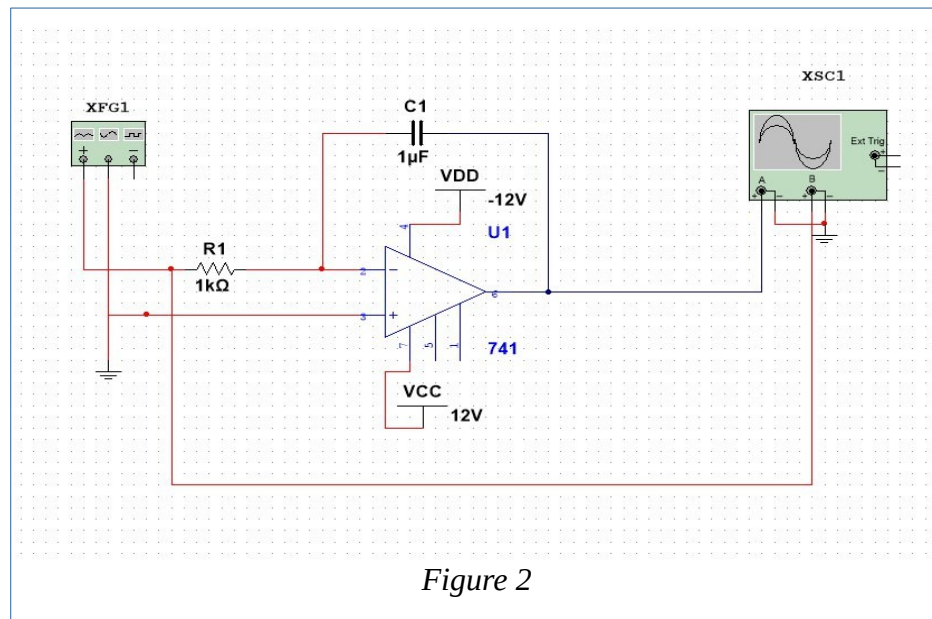 XSC1
XFG1
+ −
C1
1µF
Ext Trig
+
−
A B
+ − + −
VDD
-12V
4
U1
R1
1kΩ
2 −
6
3 +
7 5 1
741
VCC
12V
Figure 2